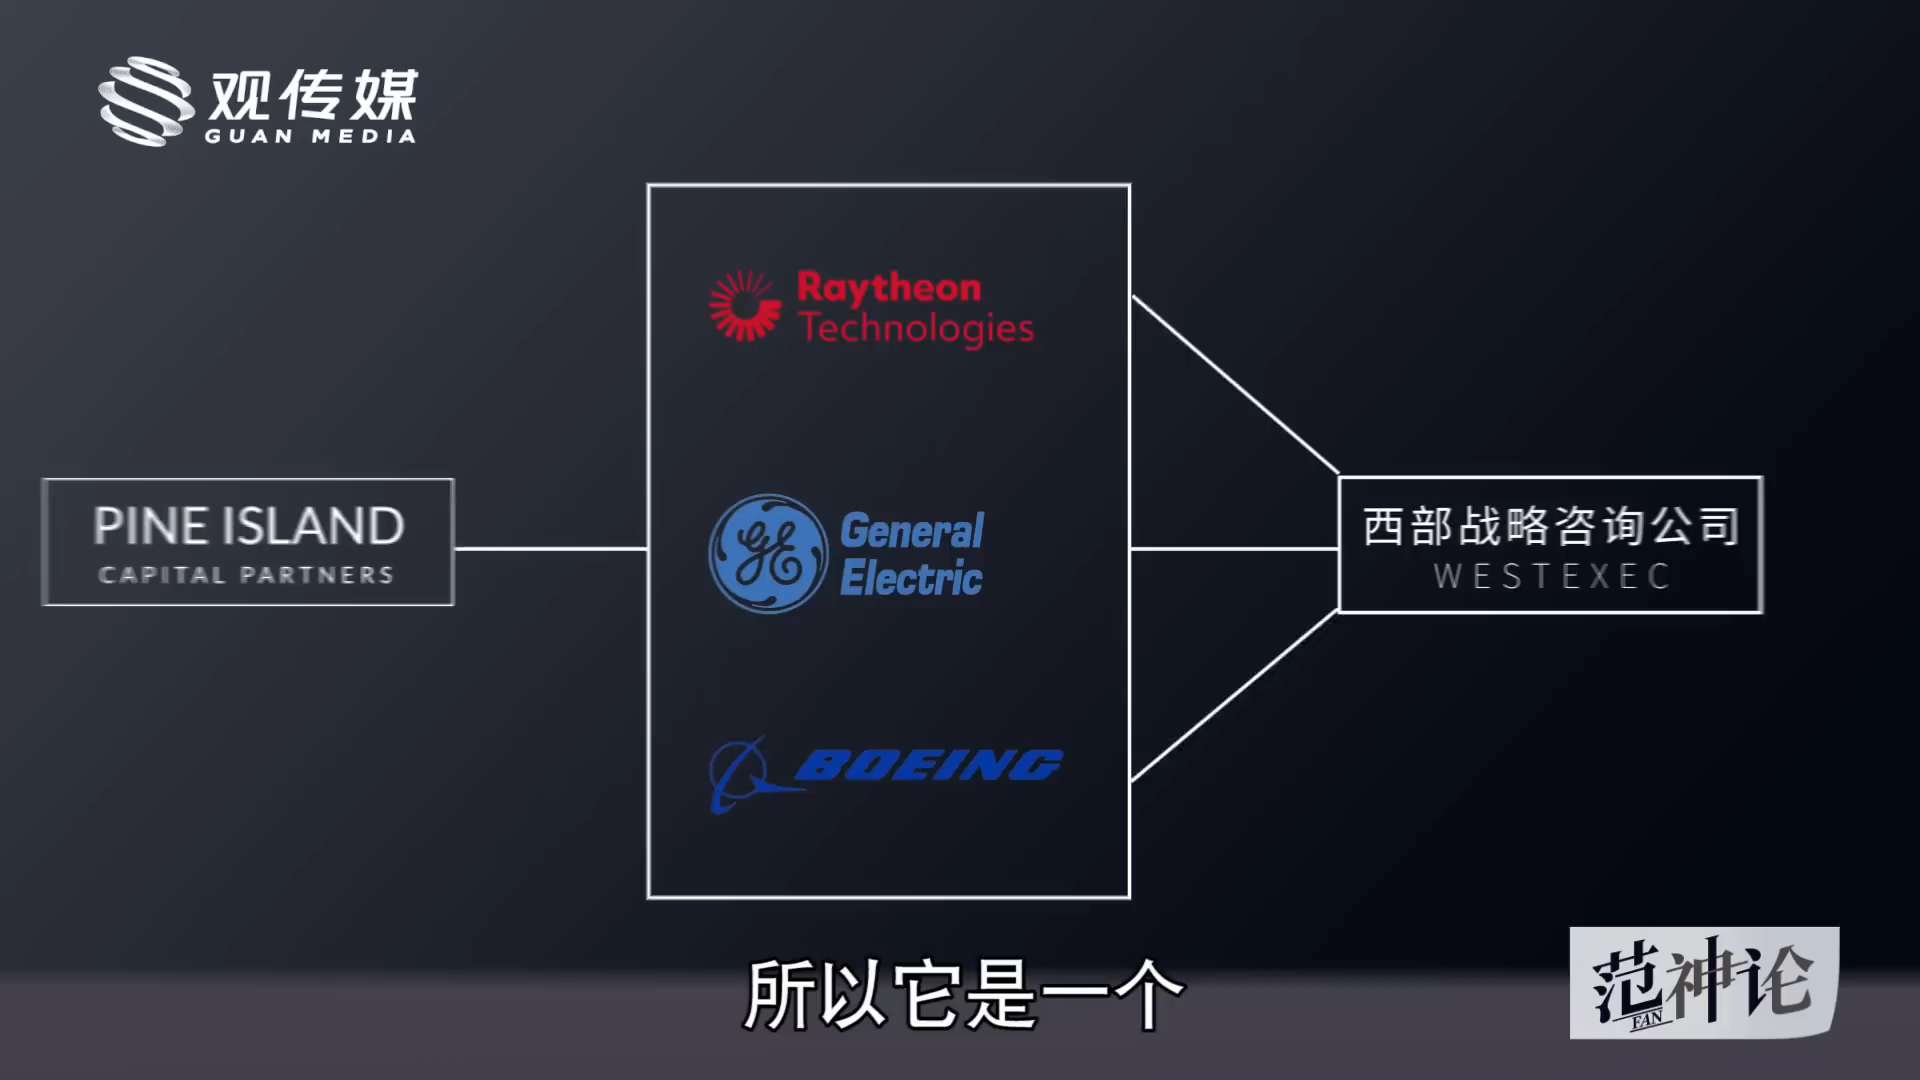 观传媒
GUAN MEDIA
Raytheon
Technologies
PINE ISLAND
CAPITAL PARTNERS
GE
General
Electric
西部战略咨询公司
WESTEXEC
BOEING
所以它是一个
范神论
FAN